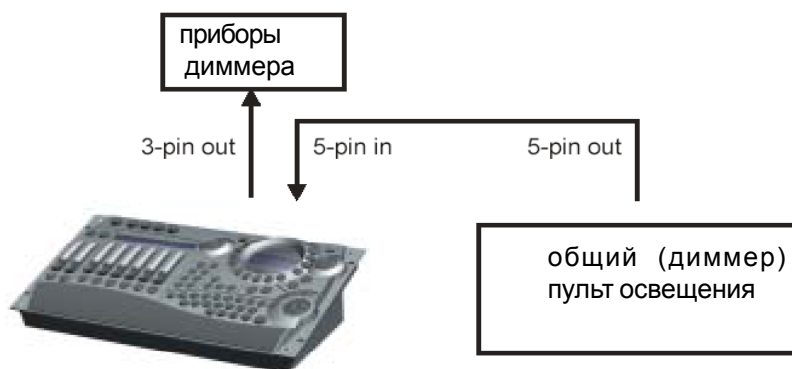 приборы
диммера
3-pin out
5-pin in
5-pin out
общий (диммер)
пульт освещения